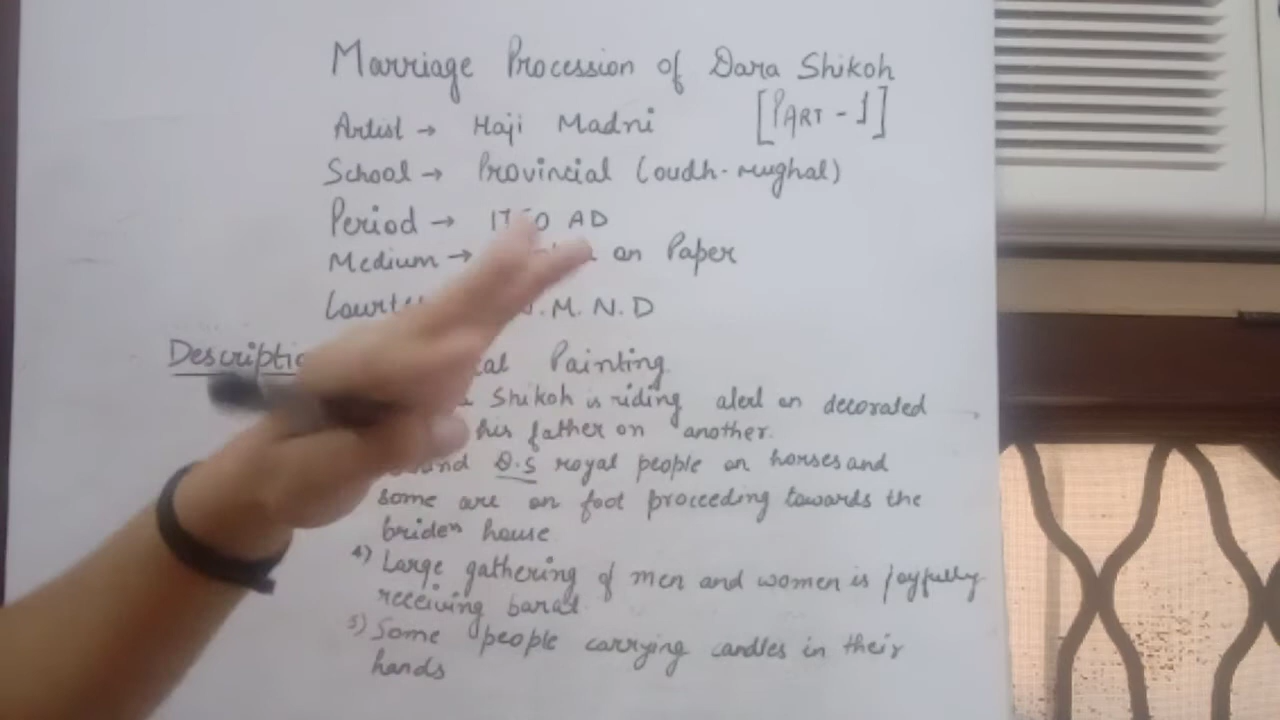 Marriage Procession of Dara Shikoh
Artist → Haji Madni [PART - 1]
School → Provincial (oudh-mughal)
Period → AD
Medium → on Paper
M.N.D
Painting
Shikoh is riding on decorated
his father on another.
D.S royal people on horses and
some are on foot proceeding towards the
house
4) Large gathering of men and women is joyfully
receiving barat
5) Some people carrying candles in their
hands